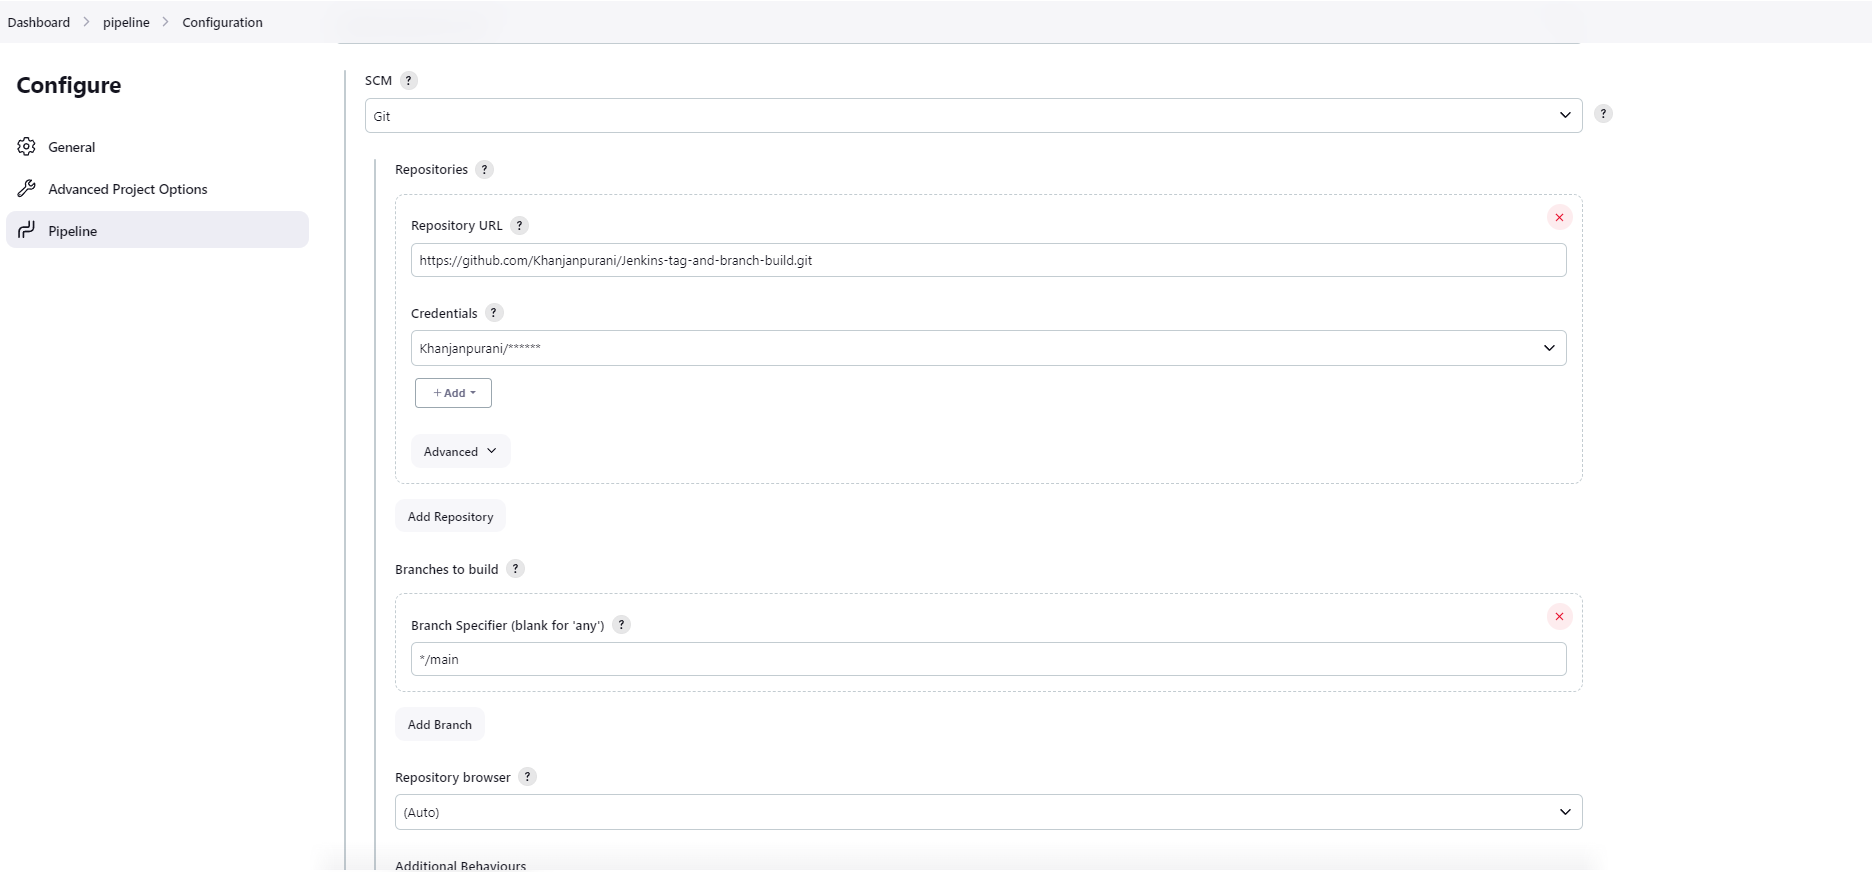 Dashboard > pipeline > Configuration
Configure
General
Advanced Project Options
Pipeline
SCM ?
Git
?
Repositories ?
Repository URL ?
https://github.com/Khanjanpurani/Jenkins-tag-and-branch-build.git
Credentials ?
Khanjanpurani/******
+ Add
Advanced
Add Repository
Branches to build ?
Branch Specifier (blank for 'any') ?
*/main
Add Branch
Repository browser ?
(Auto)
Additional Behaviours